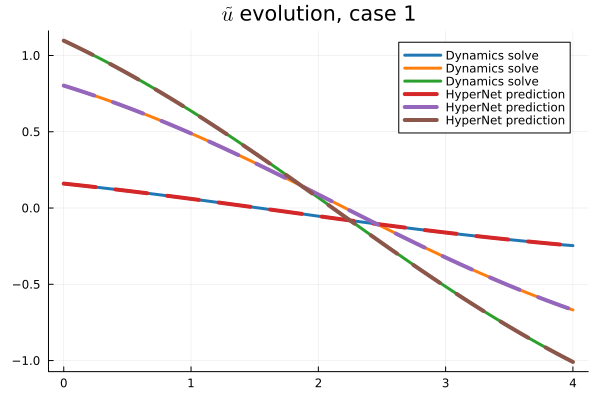 ũ evolution, case 1
Dynamics solve
Dynamics solve
Dynamics solve
HyperNet prediction
HyperNet prediction
HyperNet prediction
1.0
0.5
0.0
−0.5
−1.0
0 1 2 3 4